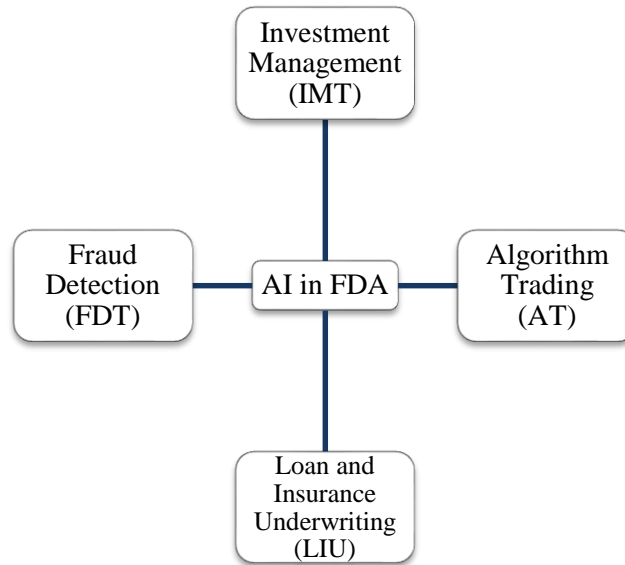 Investment
Management
(IMT)
Fraud
Detection
(FDT)
AI in FDA
Algorithm
Trading
(AT)
Loan and
Insurance
Underwriting
(LIU)